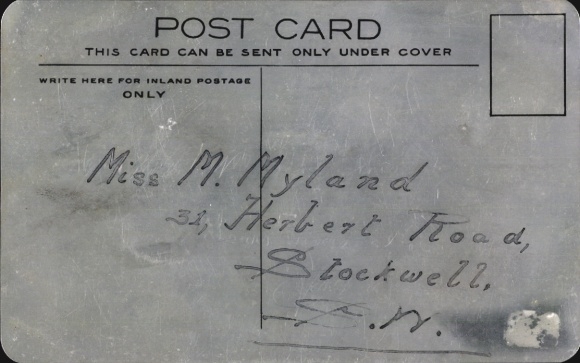 POST CARD
THIS CARD CAN BE SENT ONLY UNDER COVER
WRITE HERE FOR INLAND POSTAGE
ONLY
Miss M. Myland
32, Herbert Road,
Stockwell,
S.W.